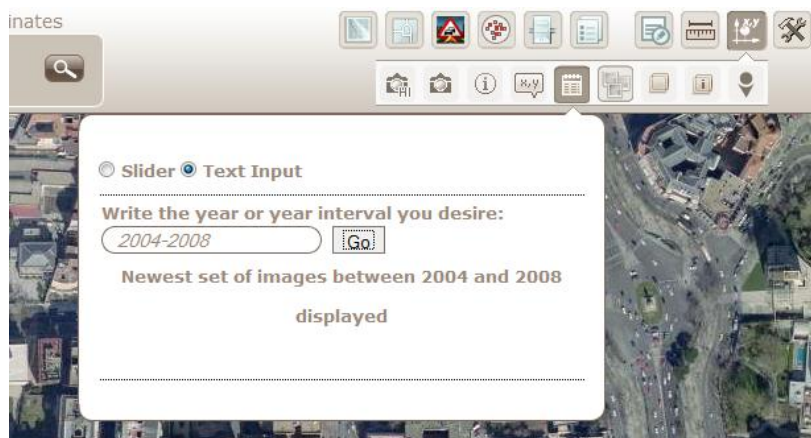 inates
x,y
HI
i
x,y
i
Slider Text Input
Write the year or year interval you desire:
2004-2008 Go
Newest set of images between 2004 and 2008
displayed